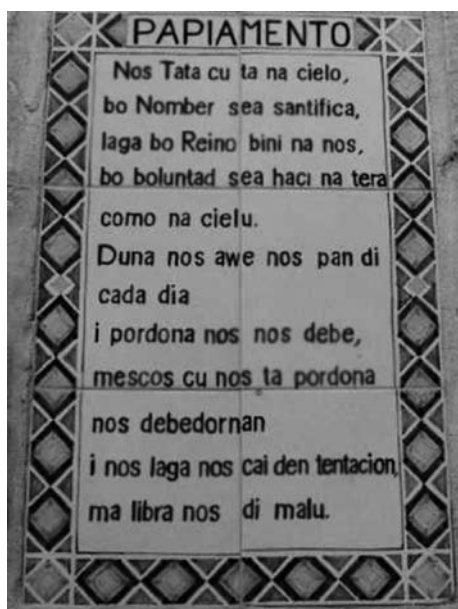 PAPIAMENTO
Nos Tata cu ta na cielo,
bo Nomber sea santifica,
laga bo Reino bini na nos,
bo boluntad sea haci na tera
como na cielu.
Duna nos awe nos pan di
cada dia
i pordona nos nos debe,
mescos cu nos ta pordona
nos debedornan
i nos laga nos cai den tentacion,
ma libra nos di malu.